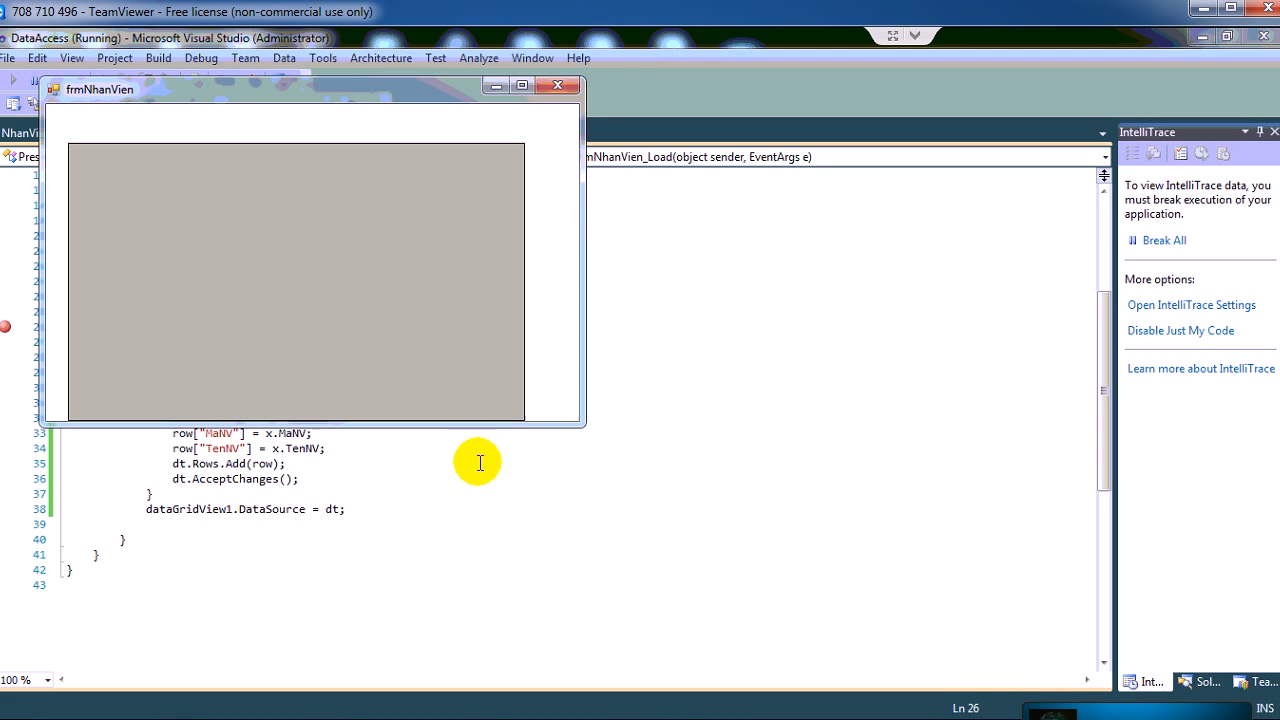 708 710 496 - TeamViewer - Free license (non-commercial use only)
DataAccess (Running) - Microsoft Visual Studio (Administrator)
File Edit View Project Build Debug Team Data Tools Architecture Test Analyze Window Help
frmNhanVien
IntelliTrace
mNhanVien_Load(object sender, EventArgs e)
To view IntelliTrace data, you
must break execution of your
application.
Break All
More options:
Open IntelliTrace Settings
Disable Just My Code
Learn more about IntelliTrace
33 row["MaNV"] = x.MaNV;
34 row["TenNV"] = x.TenNV;
35 dt.Rows.Add(row);
36 dt.AcceptChanges();
37 }
38 dataGridView1.DataSource = dt;
39
40 }
41 }
42 }
43
100 %
Int... Sol... Tea...
Ln 26 INS